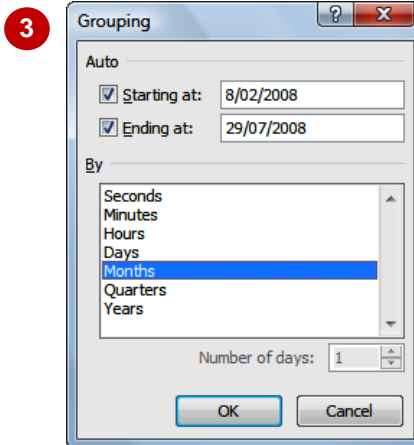 3
Grouping
Auto
Starting at: 8/02/2008
Ending at: 29/07/2008
By
Seconds
Minutes
Hours
Days
Months
Quarters
Years
Number of days: 1
OK Cancel